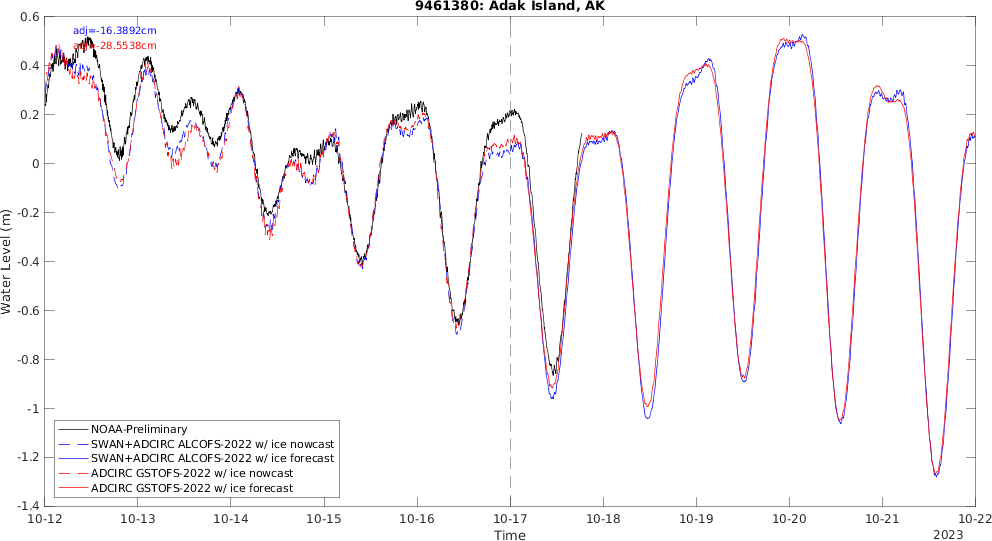 9461380: Adak Island, AK
adj=-16.3892cm
adj=-28.5538cm
0.6
0.4
0.2
0
-0.2
-0.4
-0.6
-0.8
-1
-1.2
-1.4
Water Level (m)
NOAA-Preliminary
SWAN+ADCIRC ALCOFS-2022 w/ ice nowcast
SWAN+ADCIRC ALCOFS-2022 w/ ice forecast
ADCIRC GSTOFS-2022 w/ ice nowcast
ADCIRC GSTOFS-2022 w/ ice forecast
10-12 10-13 10-14 10-15 10-16 10-17 10-18 10-19 10-20 10-21 10-22
Time
2023